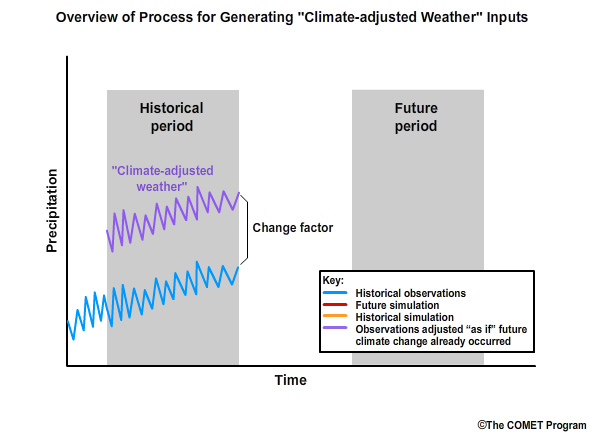 Overview of Process for Generating "Climate-adjusted Weather" Inputs
Historical
period
Future
period
"Climate-adjusted
weather"
Change factor
Precipitation
Key:
Historical observations
Future simulation
Historical simulation
Observations adjusted “as if” future
climate change already occurred
Time
©The COMET Program